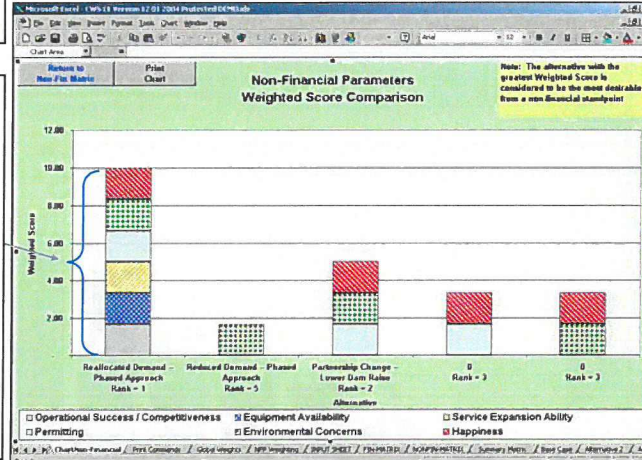 Microsoft Excel - CWS-LE Version 12 01 2004 Protected DEMO.xls
File Edit View Insert Format Tools Chart Window Help
Arial 12 B I U
Chart Area
Return to
Non-Fin Matrix
Print
Chart
Non-Financial Parameters
Weighted Score Comparison
Note: The alternative with the
greatest Weighted Score is
considered to be the most desirable
from a non financial standpoint
12.00
10.00
8.00
6.00
4.00
2.00
-
Weighted Score
Reallocated Demand –
Phased Approach
Rank = 1
Reduced Demand – Phased
Approach
Rank = 5
Partnership Change –
Lower Dam Raise
Rank = 2
0
Rank = 3
0
Rank = 3
Alternative
Operational Success / Competitiveness Equipment Availability Service Expansion Ability
Permitting Environmental Concerns Happiness
Chart Non-Financial / Print Commands / Global Weights / NFP Weighting / INPUT SHEET / FIN-MATRIX / NONFIN-MATRIX / Summary Matrix / Base Case / Alternative 2 / A